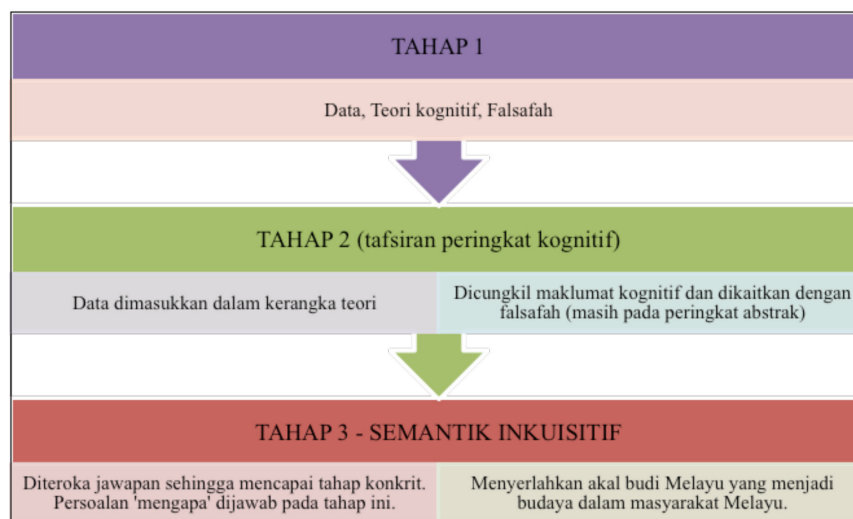 TAHAP 1
Data, Teori kognitif, Falsafah
TAHAP 2 (tafsiran peringkat kognitif)
Data dimasukkan dalam kerangka teori
Dicungkil maklumat kognitif dan dikaitkan dengan
falsafah (masih pada peringkat abstrak)
TAHAP 3 - SEMANTIK INKUISITIF
Diteroka jawapan sehingga mencapai tahap konkrit.
Persoalan 'mengapa' dijawab pada tahap ini.
Menyerlahkan akal budi Melayu yang menjadi
budaya dalam masyarakat Melayu.